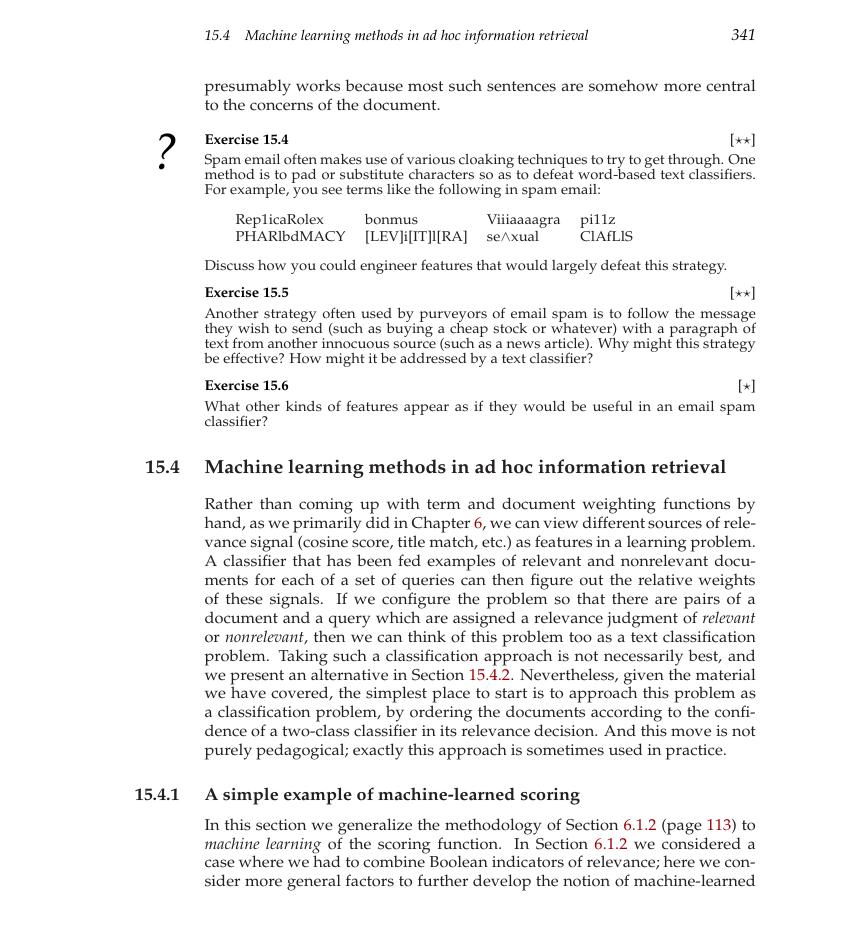 15.4 Machine learning methods in ad hoc information retrieval 341
presumably works because most such sentences are somehow more central
to the concerns of the document.
?
Exercise 15.4 [⋆⋆]
Spam email often makes use of various cloaking techniques to try to get through. One
method is to pad or substitute characters so as to defeat word-based text classifiers.
For example, you see terms like the following in spam email:
Rep1icaRolex bonmus Viiiaaaagra pi11z
PHARlbdMACY [LEV]i[IT]l[RA] se∧xual ClAfLlS
Discuss how you could engineer features that would largely defeat this strategy.
Exercise 15.5 [⋆⋆]
Another strategy often used by purveyors of email spam is to follow the message
they wish to send (such as buying a cheap stock or whatever) with a paragraph of
text from another innocuous source (such as a news article). Why might this strategy
be effective? How might it be addressed by a text classifier?
Exercise 15.6 [⋆]
What other kinds of features appear as if they would be useful in an email spam
classifier?
15.4 Machine learning methods in ad hoc information retrieval
Rather than coming up with term and document weighting functions by
hand, as we primarily did in Chapter 6, we can view different sources of rele-
vance signal (cosine score, title match, etc.) as features in a learning problem.
A classifier that has been fed examples of relevant and nonrelevant docu-
ments for each of a set of queries can then figure out the relative weights
of these signals. If we configure the problem so that there are pairs of a
document and a query which are assigned a relevance judgment of relevant
or nonrelevant, then we can think of this problem too as a text classification
problem. Taking such a classification approach is not necessarily best, and
we present an alternative in Section 15.4.2. Nevertheless, given the material
we have covered, the simplest place to start is to approach this problem as
a classification problem, by ordering the documents according to the confi-
dence of a two-class classifier in its relevance decision. And this move is not
purely pedagogical; exactly this approach is sometimes used in practice.
15.4.1 A simple example of machine-learned scoring
In this section we generalize the methodology of Section 6.1.2 (page 113) to
machine learning of the scoring function. In Section 6.1.2 we considered a
case where we had to combine Boolean indicators of relevance; here we con-
sider more general factors to further develop the notion of machine-learned